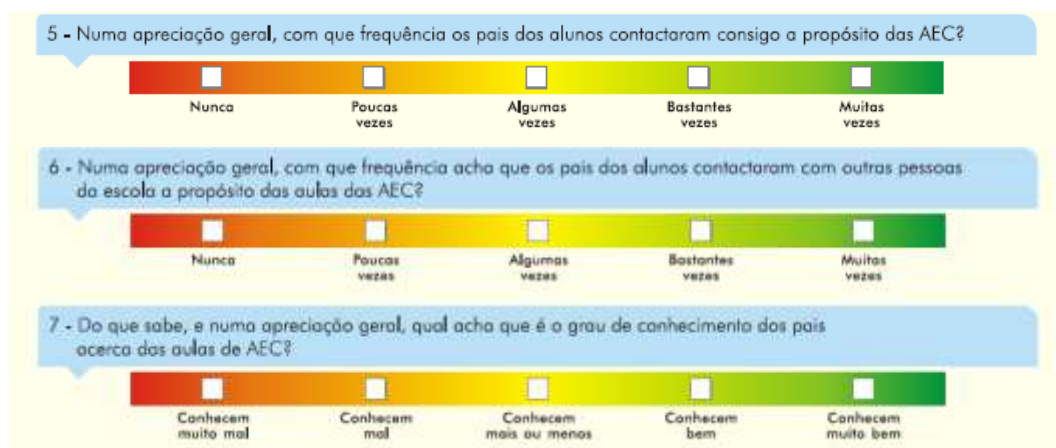 5 - Numa apreciação geral, com que frequência os pais dos alunos contactaram consigo a propósito das AEC?
Nunca Poucas Algumas Bastantes Muitas
vezes vezes vezes vezes
6 - Numa apreciação geral, com que frequência acha que os pais dos alunos contactaram com outras pessoas
da escola a propósito das aulas das AEC?
Nunca Poucas Algumas Bastantes Muitas
vezes vezes vezes vezes
7 - Do que sabe, e numa apreciação geral, qual acha que é o grau de conhecimento dos pais
acerca das aulas de AEC?
Conhecem Conhecem Conhecem Conhecem Conhecem
muito mal mal mais ou menos bem muito bem